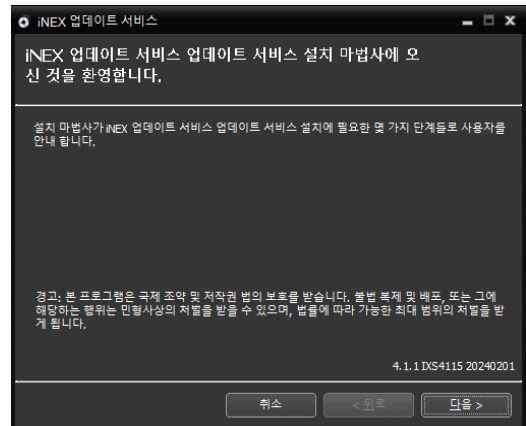 iNEX 업데이트 서비스
iNEX 업데이트 서비스 업데이트 서비스 설치 마법사에 오
신 것을 환영합니다.
설치 마법사가 iNEX 업데이트 서비스 업데이트 서비스 설치에 필요한 몇 가지 단계들로 사용자를
안내 합니다.
경고: 본 프로그램은 국제 조약 및 저작권 법의 보호를 받습니다. 불법 복제 및 배포, 또는 그에
해당하는 행위는 민형사상의 처벌을 받을 수 있으며, 법률에 따라 가능한 최대 범위의 처벌을 받
게 됩니다.
4.1.1 IXS4115 20240201
취소
< 뒤로
다음 >